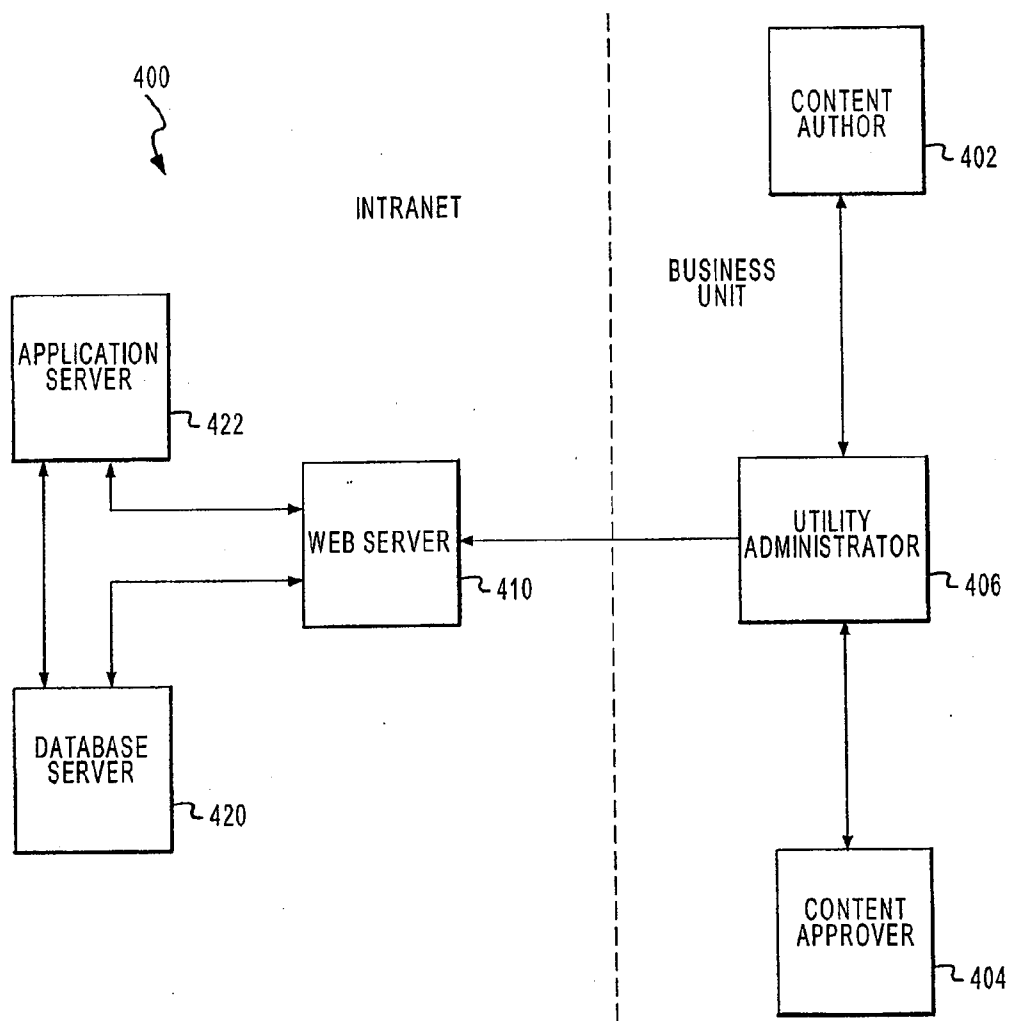 400
INTRANET
APPLICATION
SERVER
422
WEB SERVER
410
DATABASE
SERVER
420
CONTENT
AUTHOR
402
BUSINESS
UNIT
UTILITY
ADMINISTRATOR
406
CONTENT
APPROVER
404